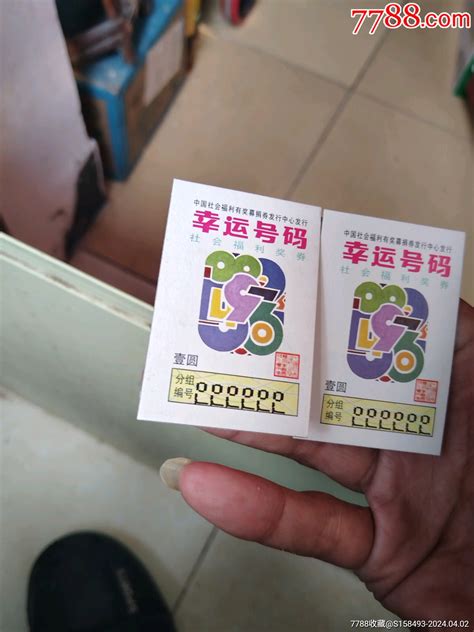 7788.com
中国社会福利有奖募捐券发行中心发行
幸运号码
社会福利奖券
壹圆
分组
编号
000000
中国社会福利有奖募捐券发行中心发行
幸运号码
社会福利奖券
壹圆
分组
编号
000000
7788收藏@S158493-2024.04.02